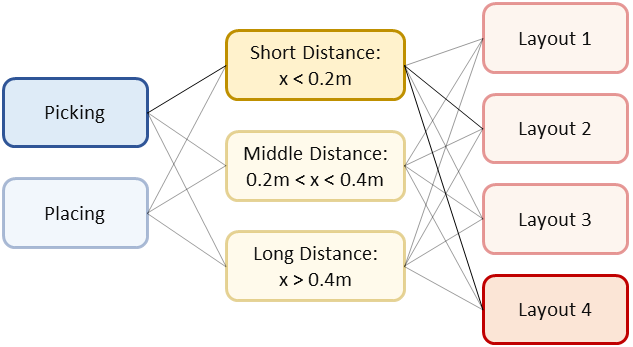 Picking
Placing
Short Distance:
x < 0.2m
Middle Distance:
0.2m < x < 0.4m
Long Distance:
x > 0.4m
Layout 1
Layout 2
Layout 3
Layout 4